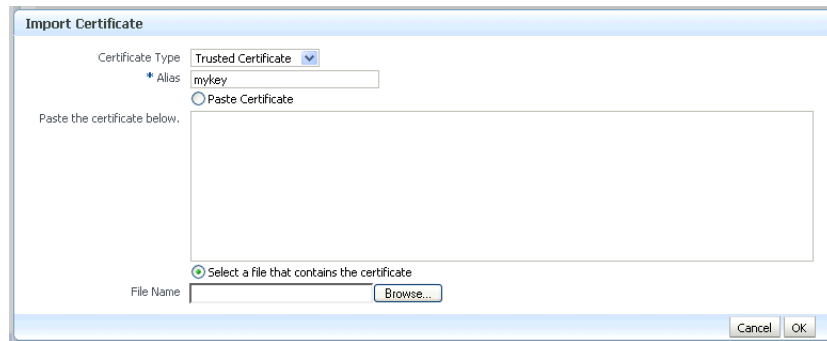 Import Certificate
Certificate Type Trusted Certificate
* Alias mykey
Paste Certificate
Paste the certificate below.
Select a file that contains the certificate
File Name Browse...
Cancel OK